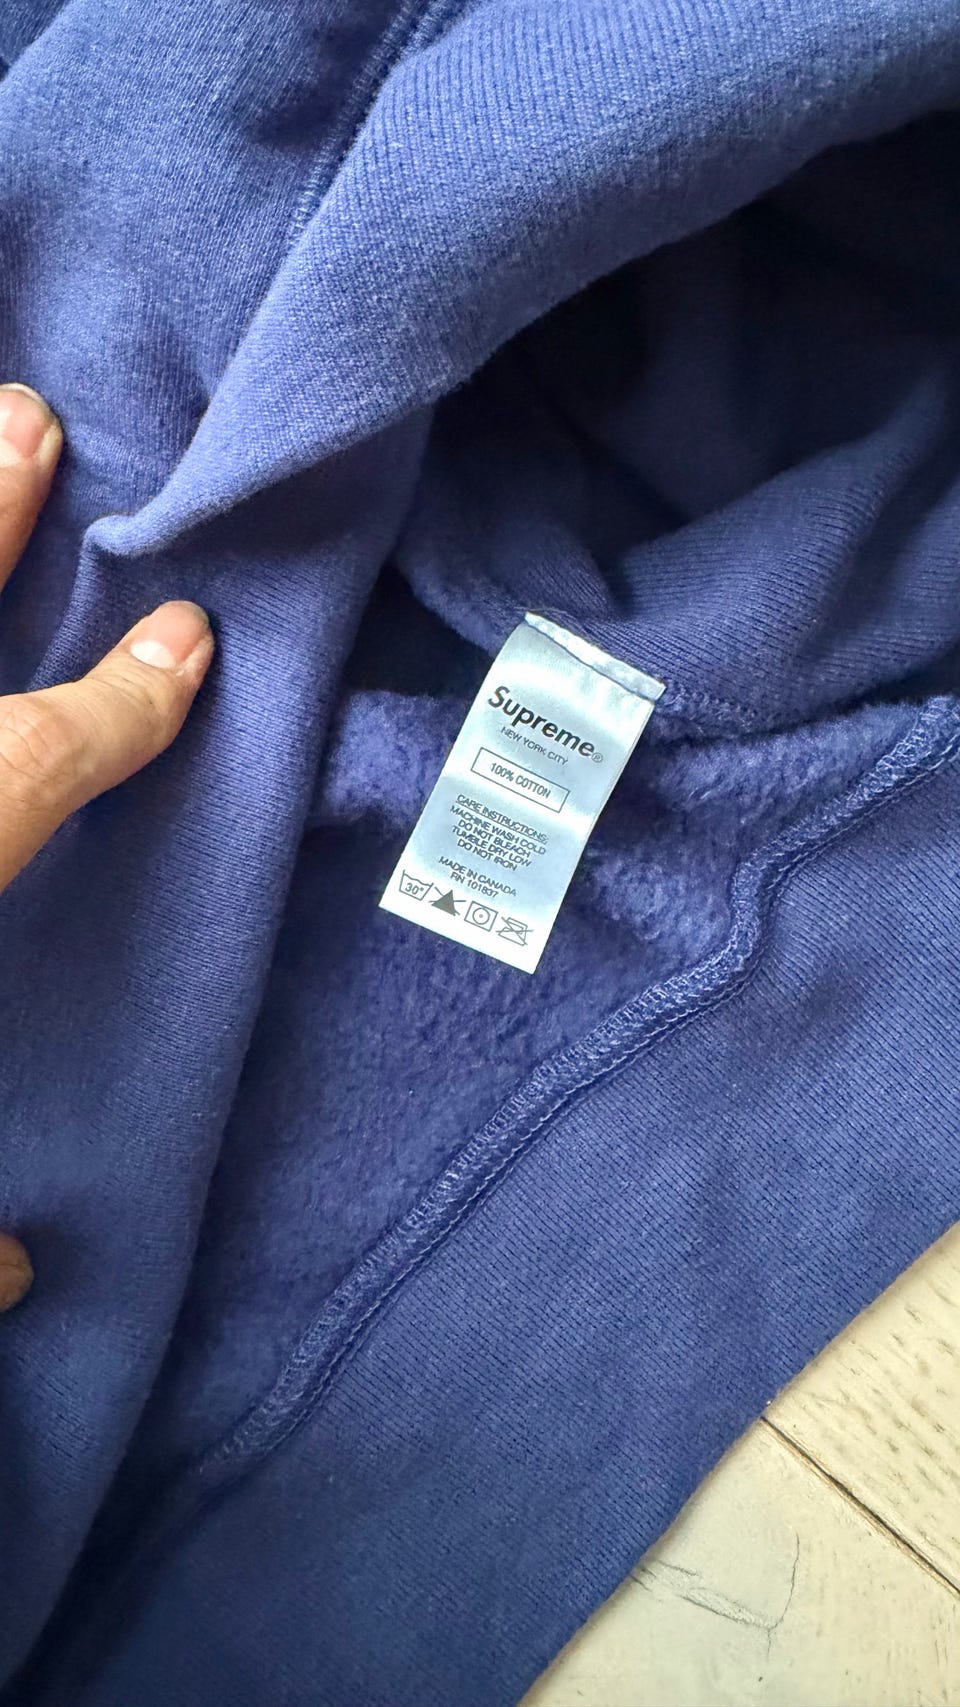 Supreme®
NEW YORK CITY
100% COTTON
CARE INSTRUCTIONS:
MACHINE WASH COLD
DO NOT BLEACH
TUMBLE DRY LOW
DO NOT IRON
MADE IN CANADA
RN 101837
30°